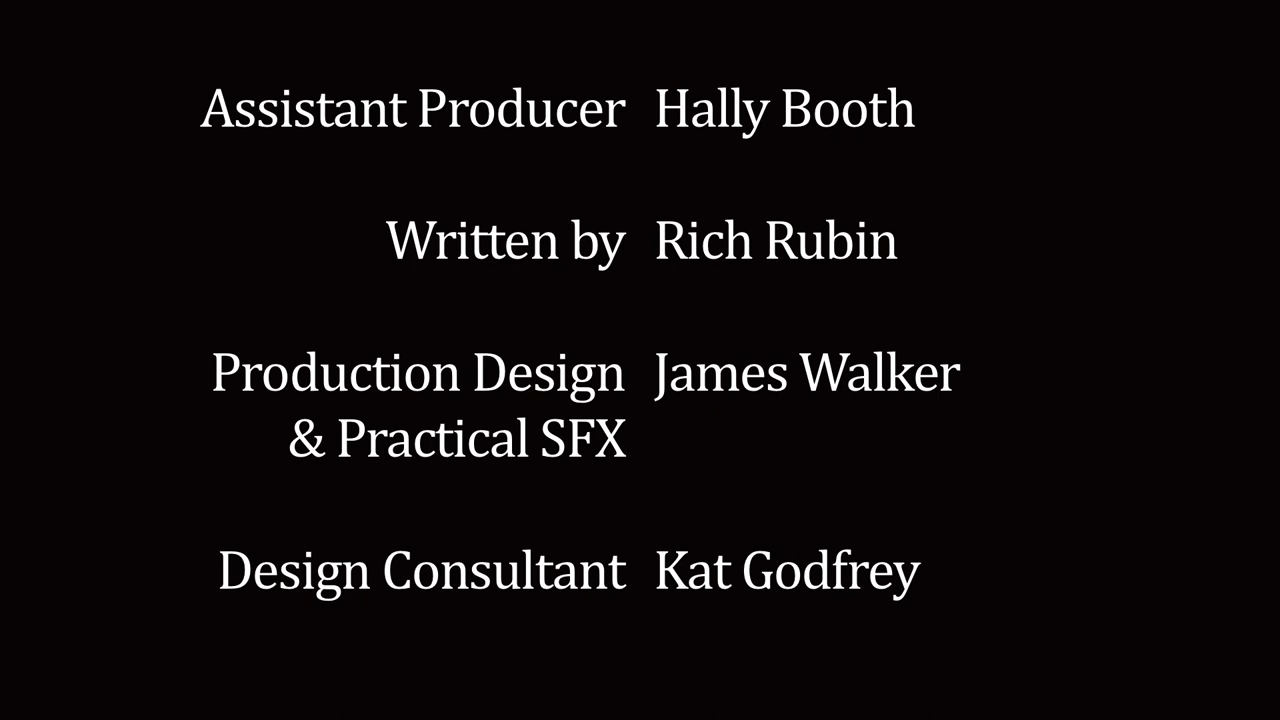 Assistant Producer Hally Booth
Written by Rich Rubin
Production Design James Walker
& Practical SFX
Design Consultant Kat Godfrey